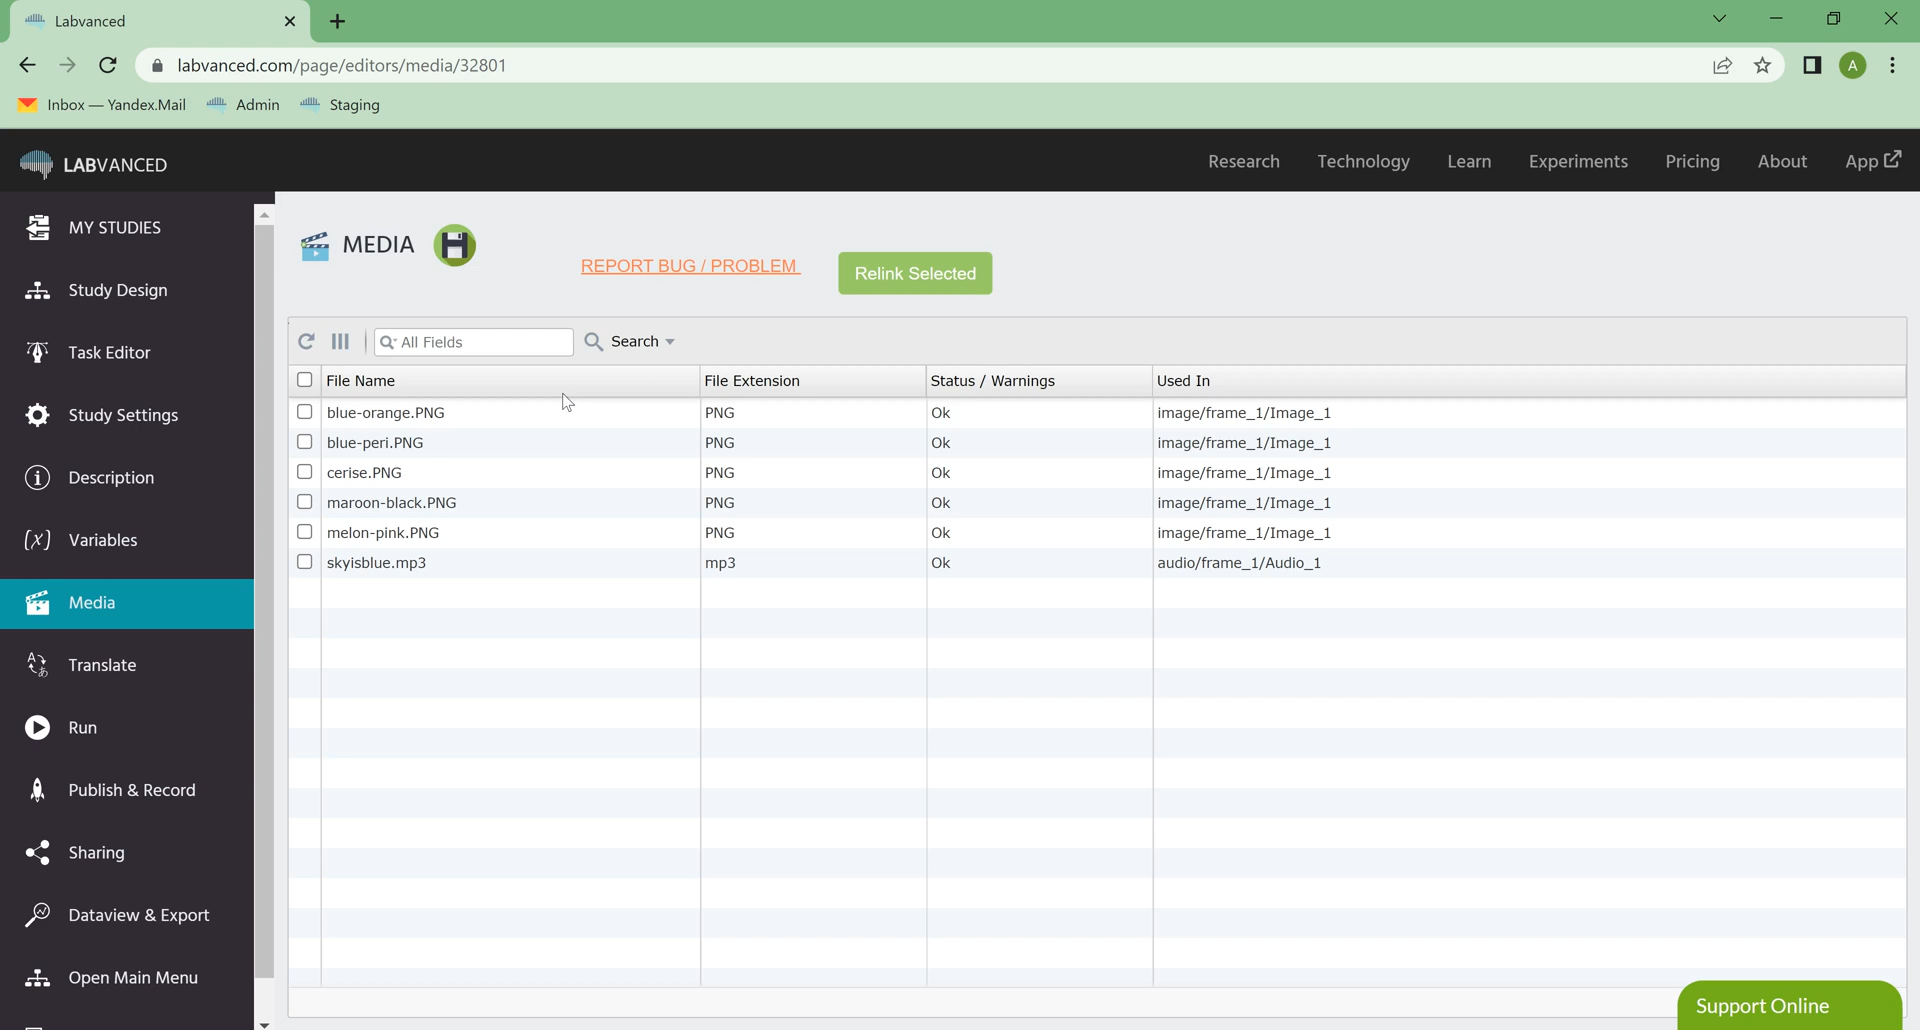 Labvanced
labvanced.com/page/editors/media/32801
A
Inbox — Yandex.Mail Admin Staging
LABVANCED
Research Technology Learn Experiments Pricing About App
MY STUDIES
Study Design
Task Editor
Study Settings
Description
Variables
Media
Translate
Run
Publish & Record
Sharing
Dataview & Export
Open Main Menu
MEDIA
REPORT BUG / PROBLEM
Relink Selected
All Fields Search
File Name File Extension Status / Warnings Used In
blue-orange.PNG PNG Ok image/frame_1/Image_1
blue-peri.PNG PNG Ok image/frame_1/Image_1
cerise.PNG PNG Ok image/frame_1/Image_1
maroon-black.PNG PNG Ok image/frame_1/Image_1
melon-pink.PNG PNG Ok image/frame_1/Image_1
skyisblue.mp3 mp3 Ok audio/frame_1/Audio_1
Support Online